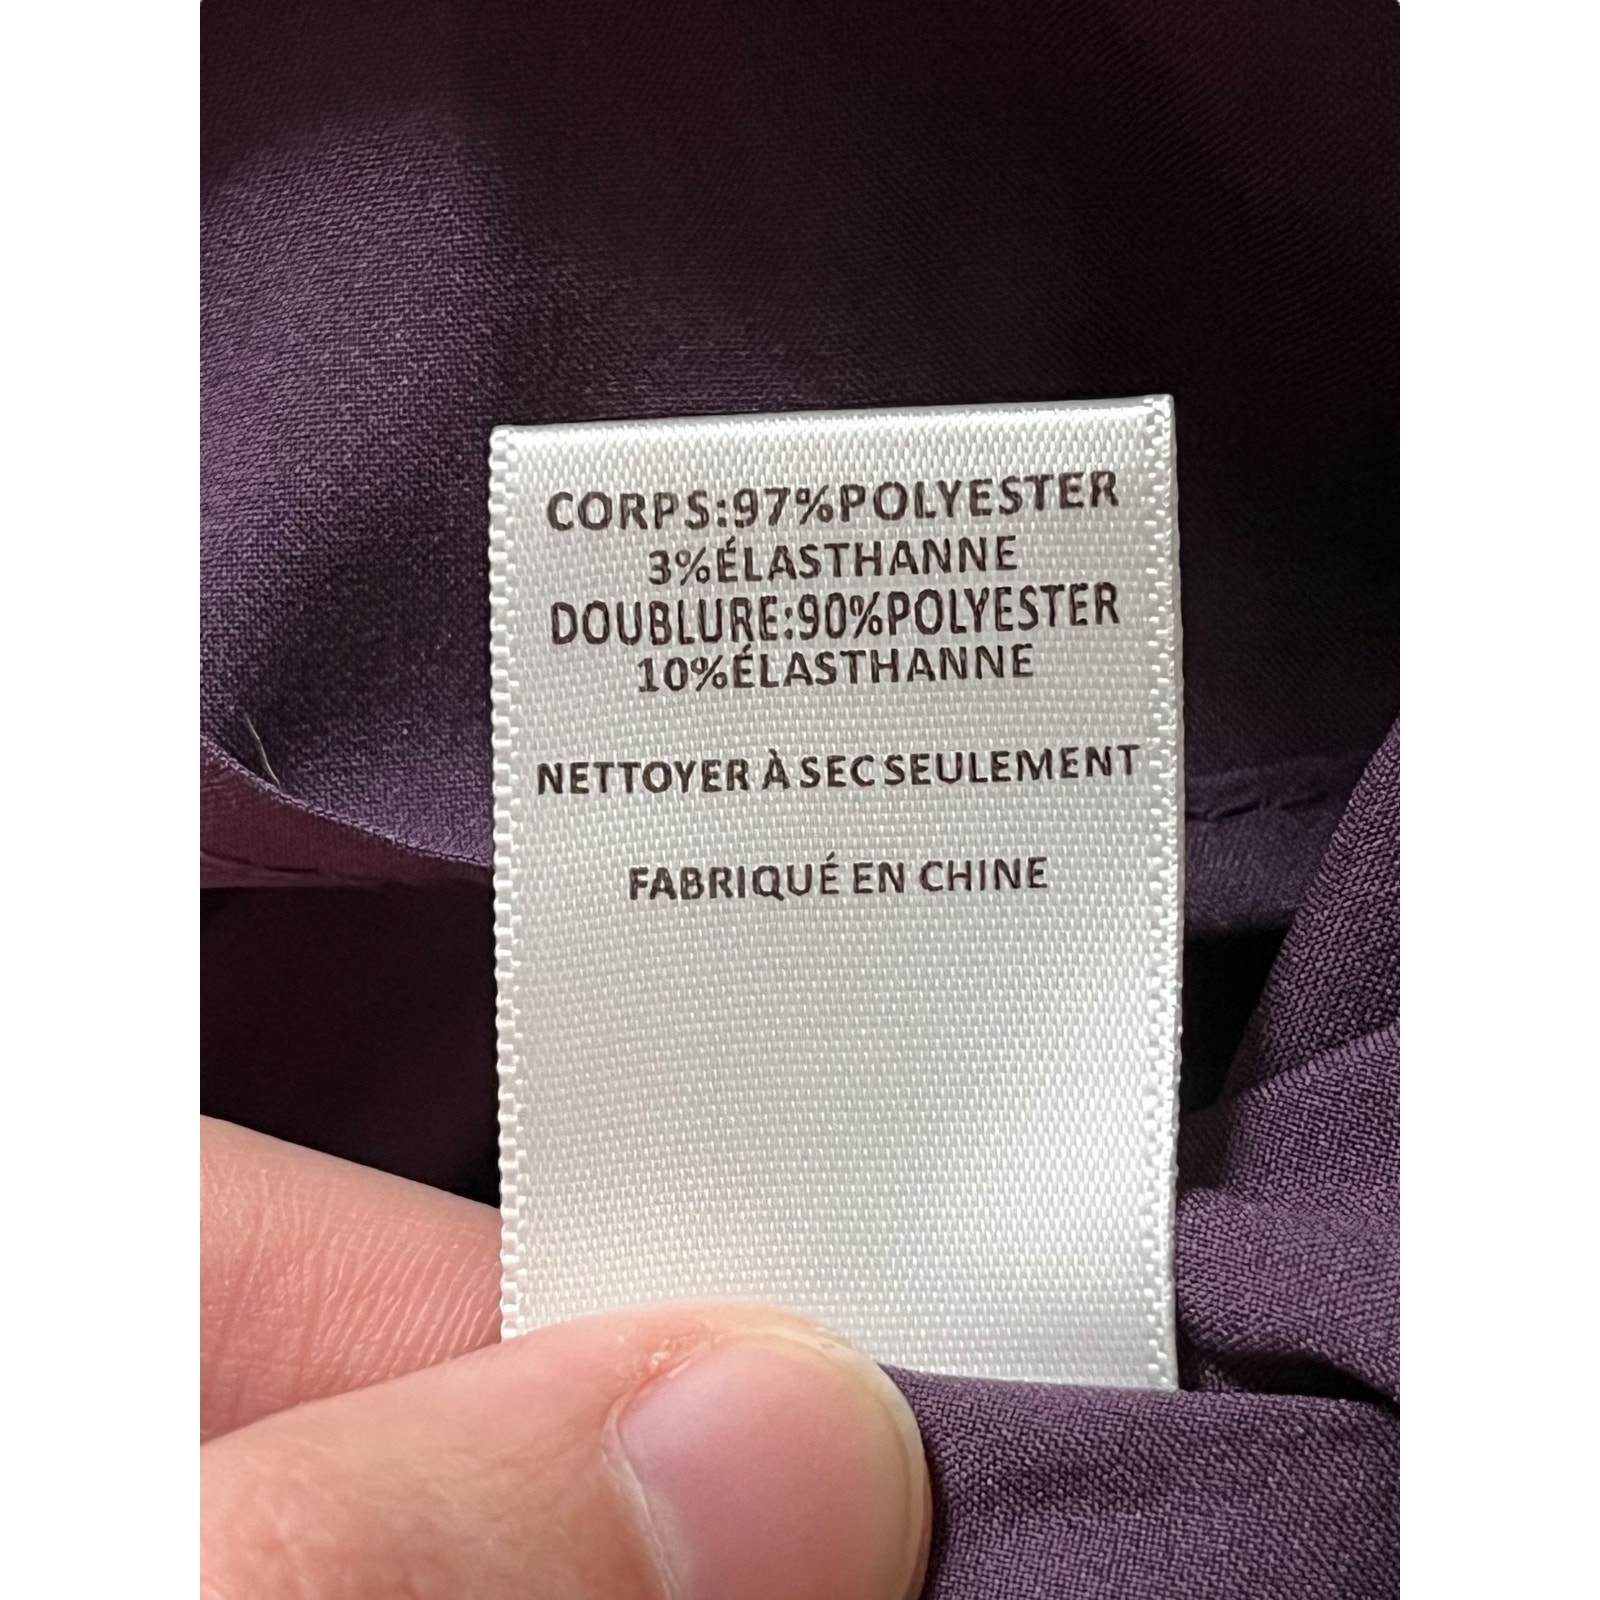 CORPS:97%POLYESTER
3%ÉLASTHANNE
DOUBLURE:90%POLYESTER
10%ÉLASTHANNE
NETTOYER À SEC SEULEMENT
FABRIQUÉ EN CHINE